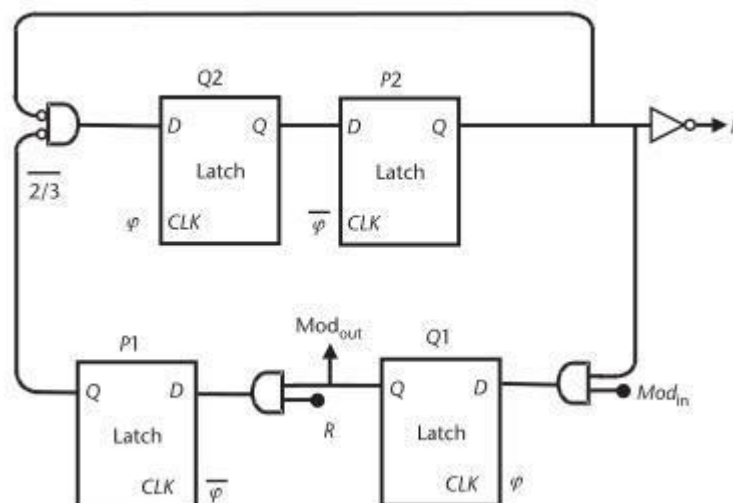 Q2
P2
D Q
D Q
Latch
Latch
2/3
φ CLK
φ̅ CLK
Mod_out
P1
Q1
Q D
Q D
R
Mod_in
Latch
Latch
CLK φ̅
CLK φ